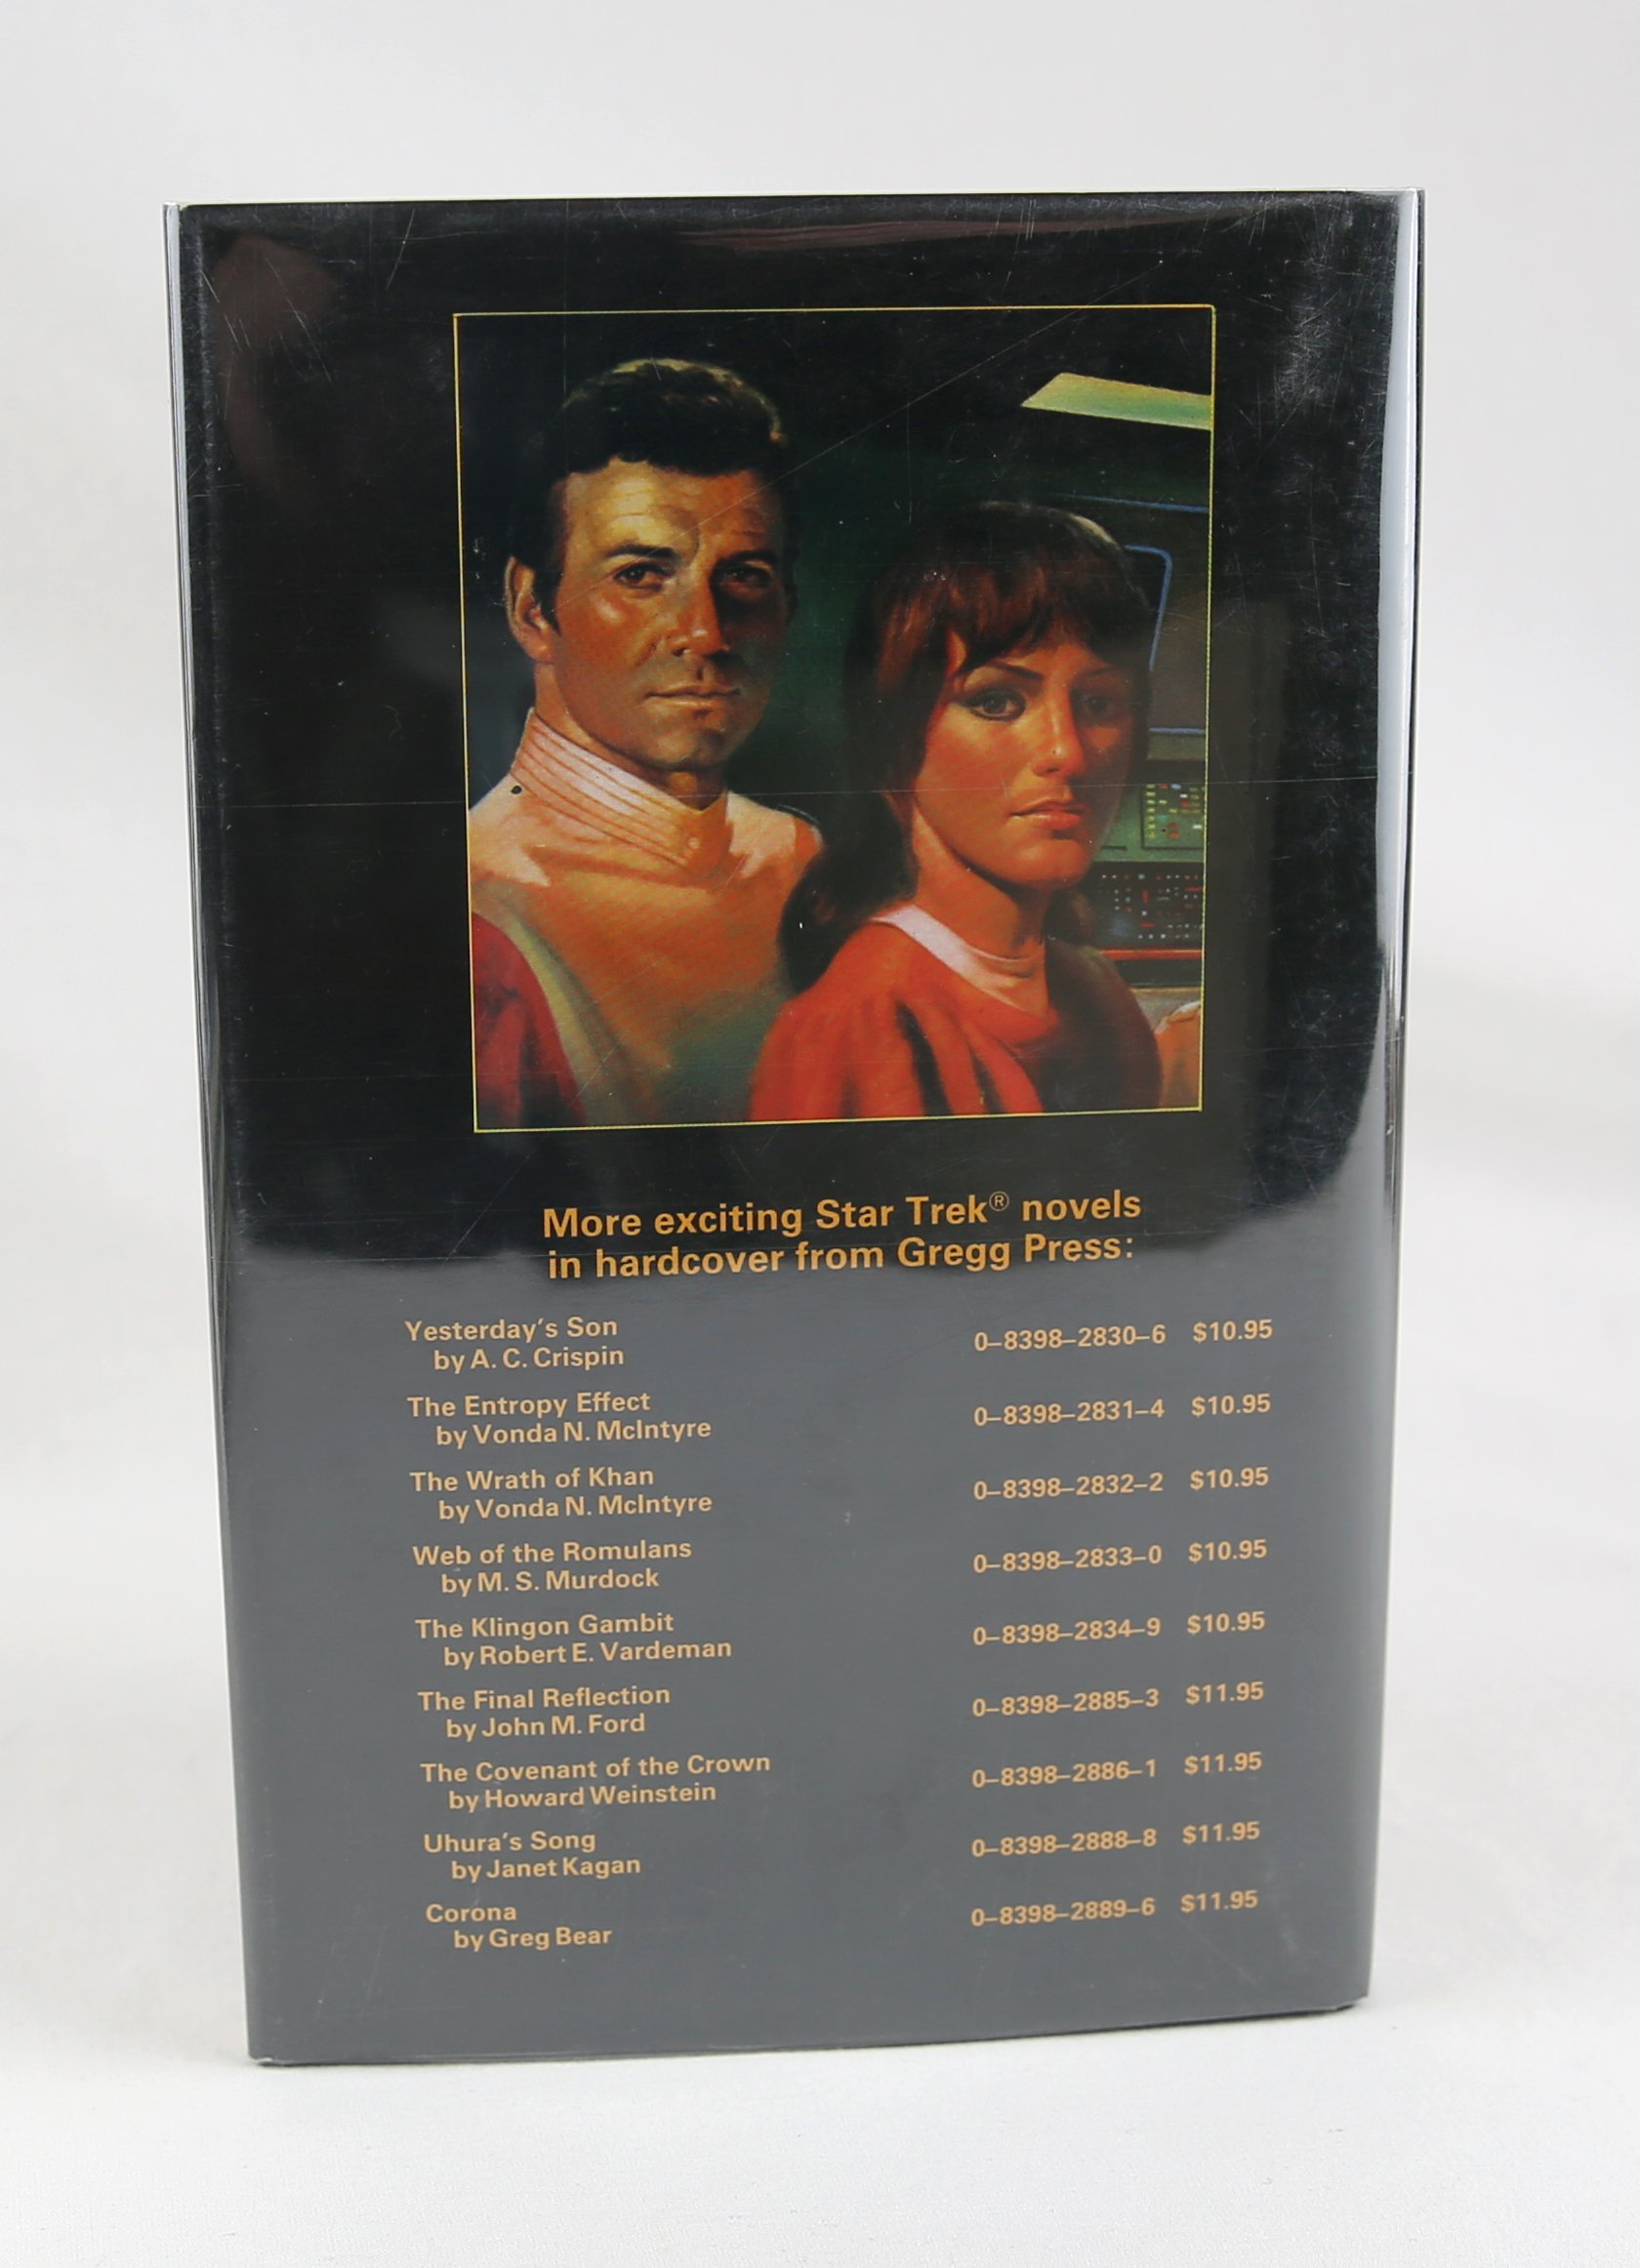 More exciting Star Trek® novels
in hardcover from Gregg Press:
Yesterday's Son 0–8398–2830–6 $10.95
by A. C. Crispin
The Entropy Effect 0–8398–2831–4 $10.95
by Vonda N. McIntyre
The Wrath of Khan 0–8398–2832–2 $10.95
by Vonda N. McIntyre
Web of the Romulans 0–8398–2833–0 $10.95
by M. S. Murdock
The Klingon Gambit 0–8398–2834–9 $10.95
by Robert E. Vardeman
The Final Reflection 0–8398–2885–3 $11.95
by John M. Ford
The Covenant of the Crown 0–8398–2886–1 $11.95
by Howard Weinstein
Uhura's Song 0–8398–2888–8 $11.95
by Janet Kagan
Corona 0–8398–2889–6 $11.95
by Greg Bear